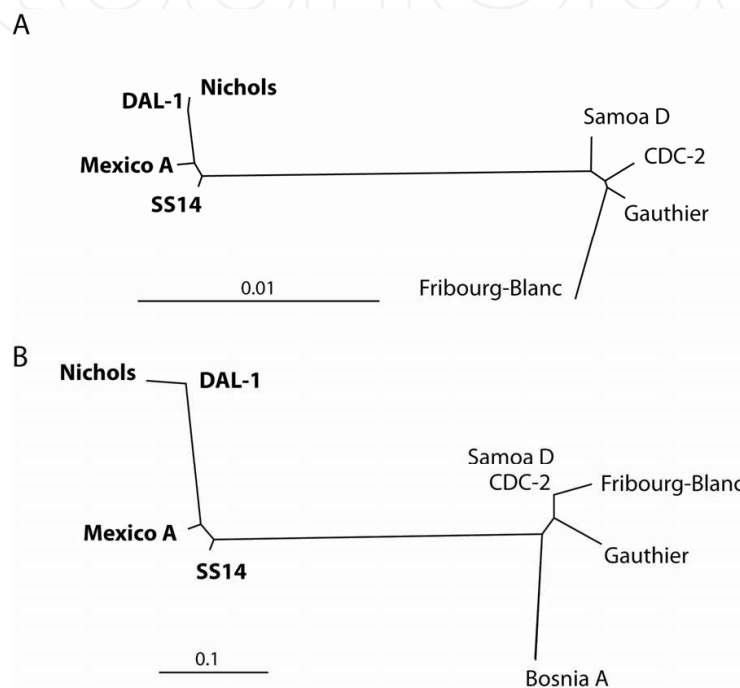 A
Nichols
DAL-1
Samoa D
CDC-2
Mexico A
SS14
Gauthier
Fribourg-Blanc
0.01
B
Nichols
DAL-1
Samoa D
CDC-2
Fribourg-Blanc
Mexico A
Gauthier
SS14
0.1
Bosnia A